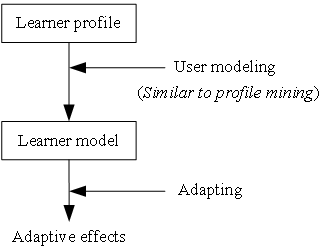 Learner profile
User modeling
(Similar to profile mining)
Learner model
Adapting
Adaptive effects